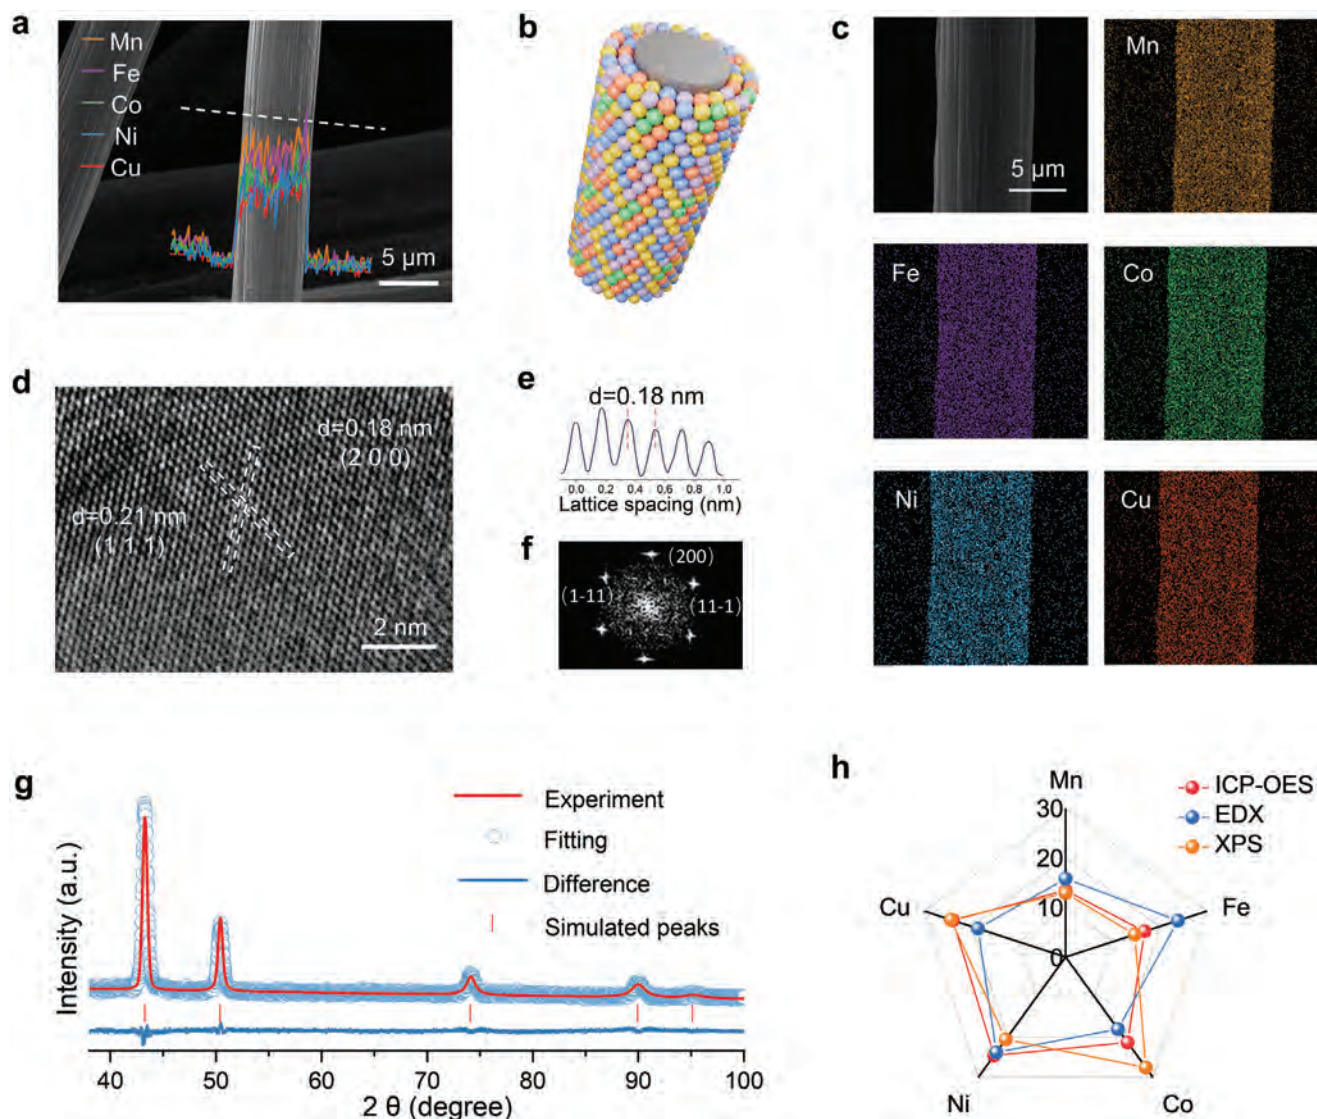 a
Mn
Fe
Co
Ni
Cu
5 μm
b
c
5 μm
Mn
Fe
Co
Ni
Cu
d
d=0.18 nm
(2 0 0)
d=0.21 nm
(1 1 1)
2 nm
e
d=0.18 nm
0.0 0.2 0.4 0.6 0.8 1.0
Lattice spacing (nm)
f
(200)
(1-11)
(11-1)
g
Intensity (a.u.)
Experiment
Fitting
Difference
Simulated peaks
40 50 60 70 80 90 100
2 θ (degree)
h
Mn
30
20
10
0
Fe
Co
Ni
Cu
ICP-OES
EDX
XPS